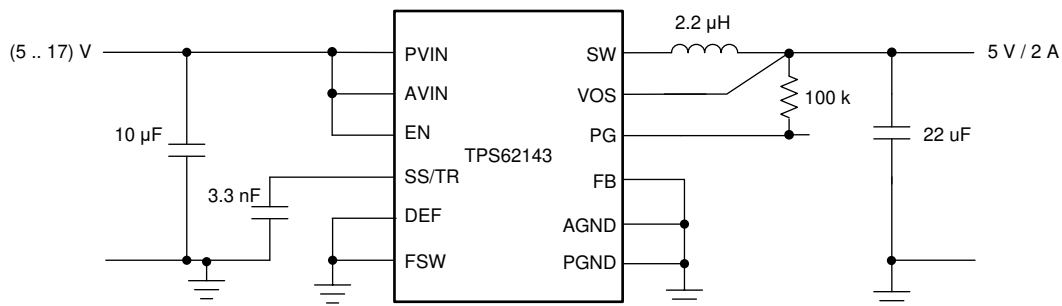 (5 .. 17) V
10 µF
3.3 nF
PVIN
AVIN
EN
SS/TR
DEF
FSW
TPS62143
SW
VOS
PG
FB
AGND
PGND
2.2 µH
100 k
5 V / 2 A
22 uF